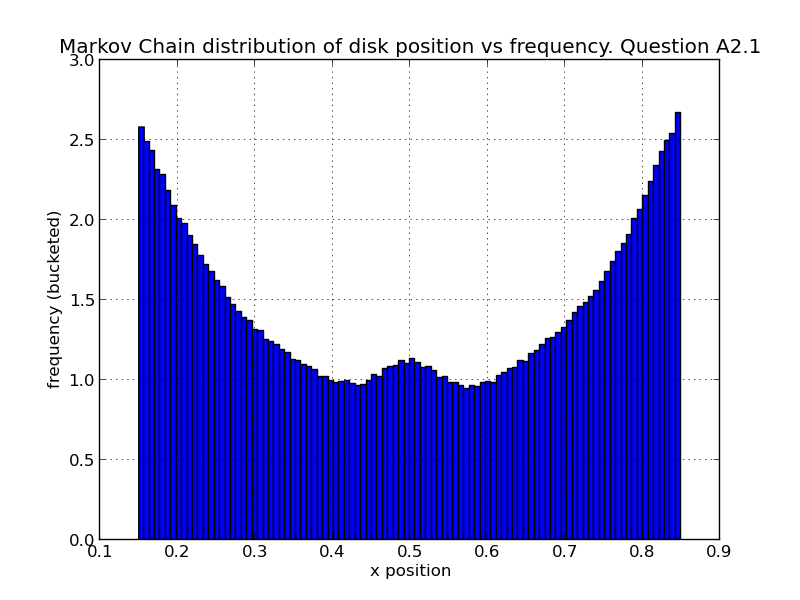 Markov Chain distribution of disk position vs frequency. Question A2.1
3.0
2.5
2.0
1.5
1.0
0.5
0.0
frequency (bucketed)
0.1 0.2 0.3 0.4 0.5 0.6 0.7 0.8 0.9
x position